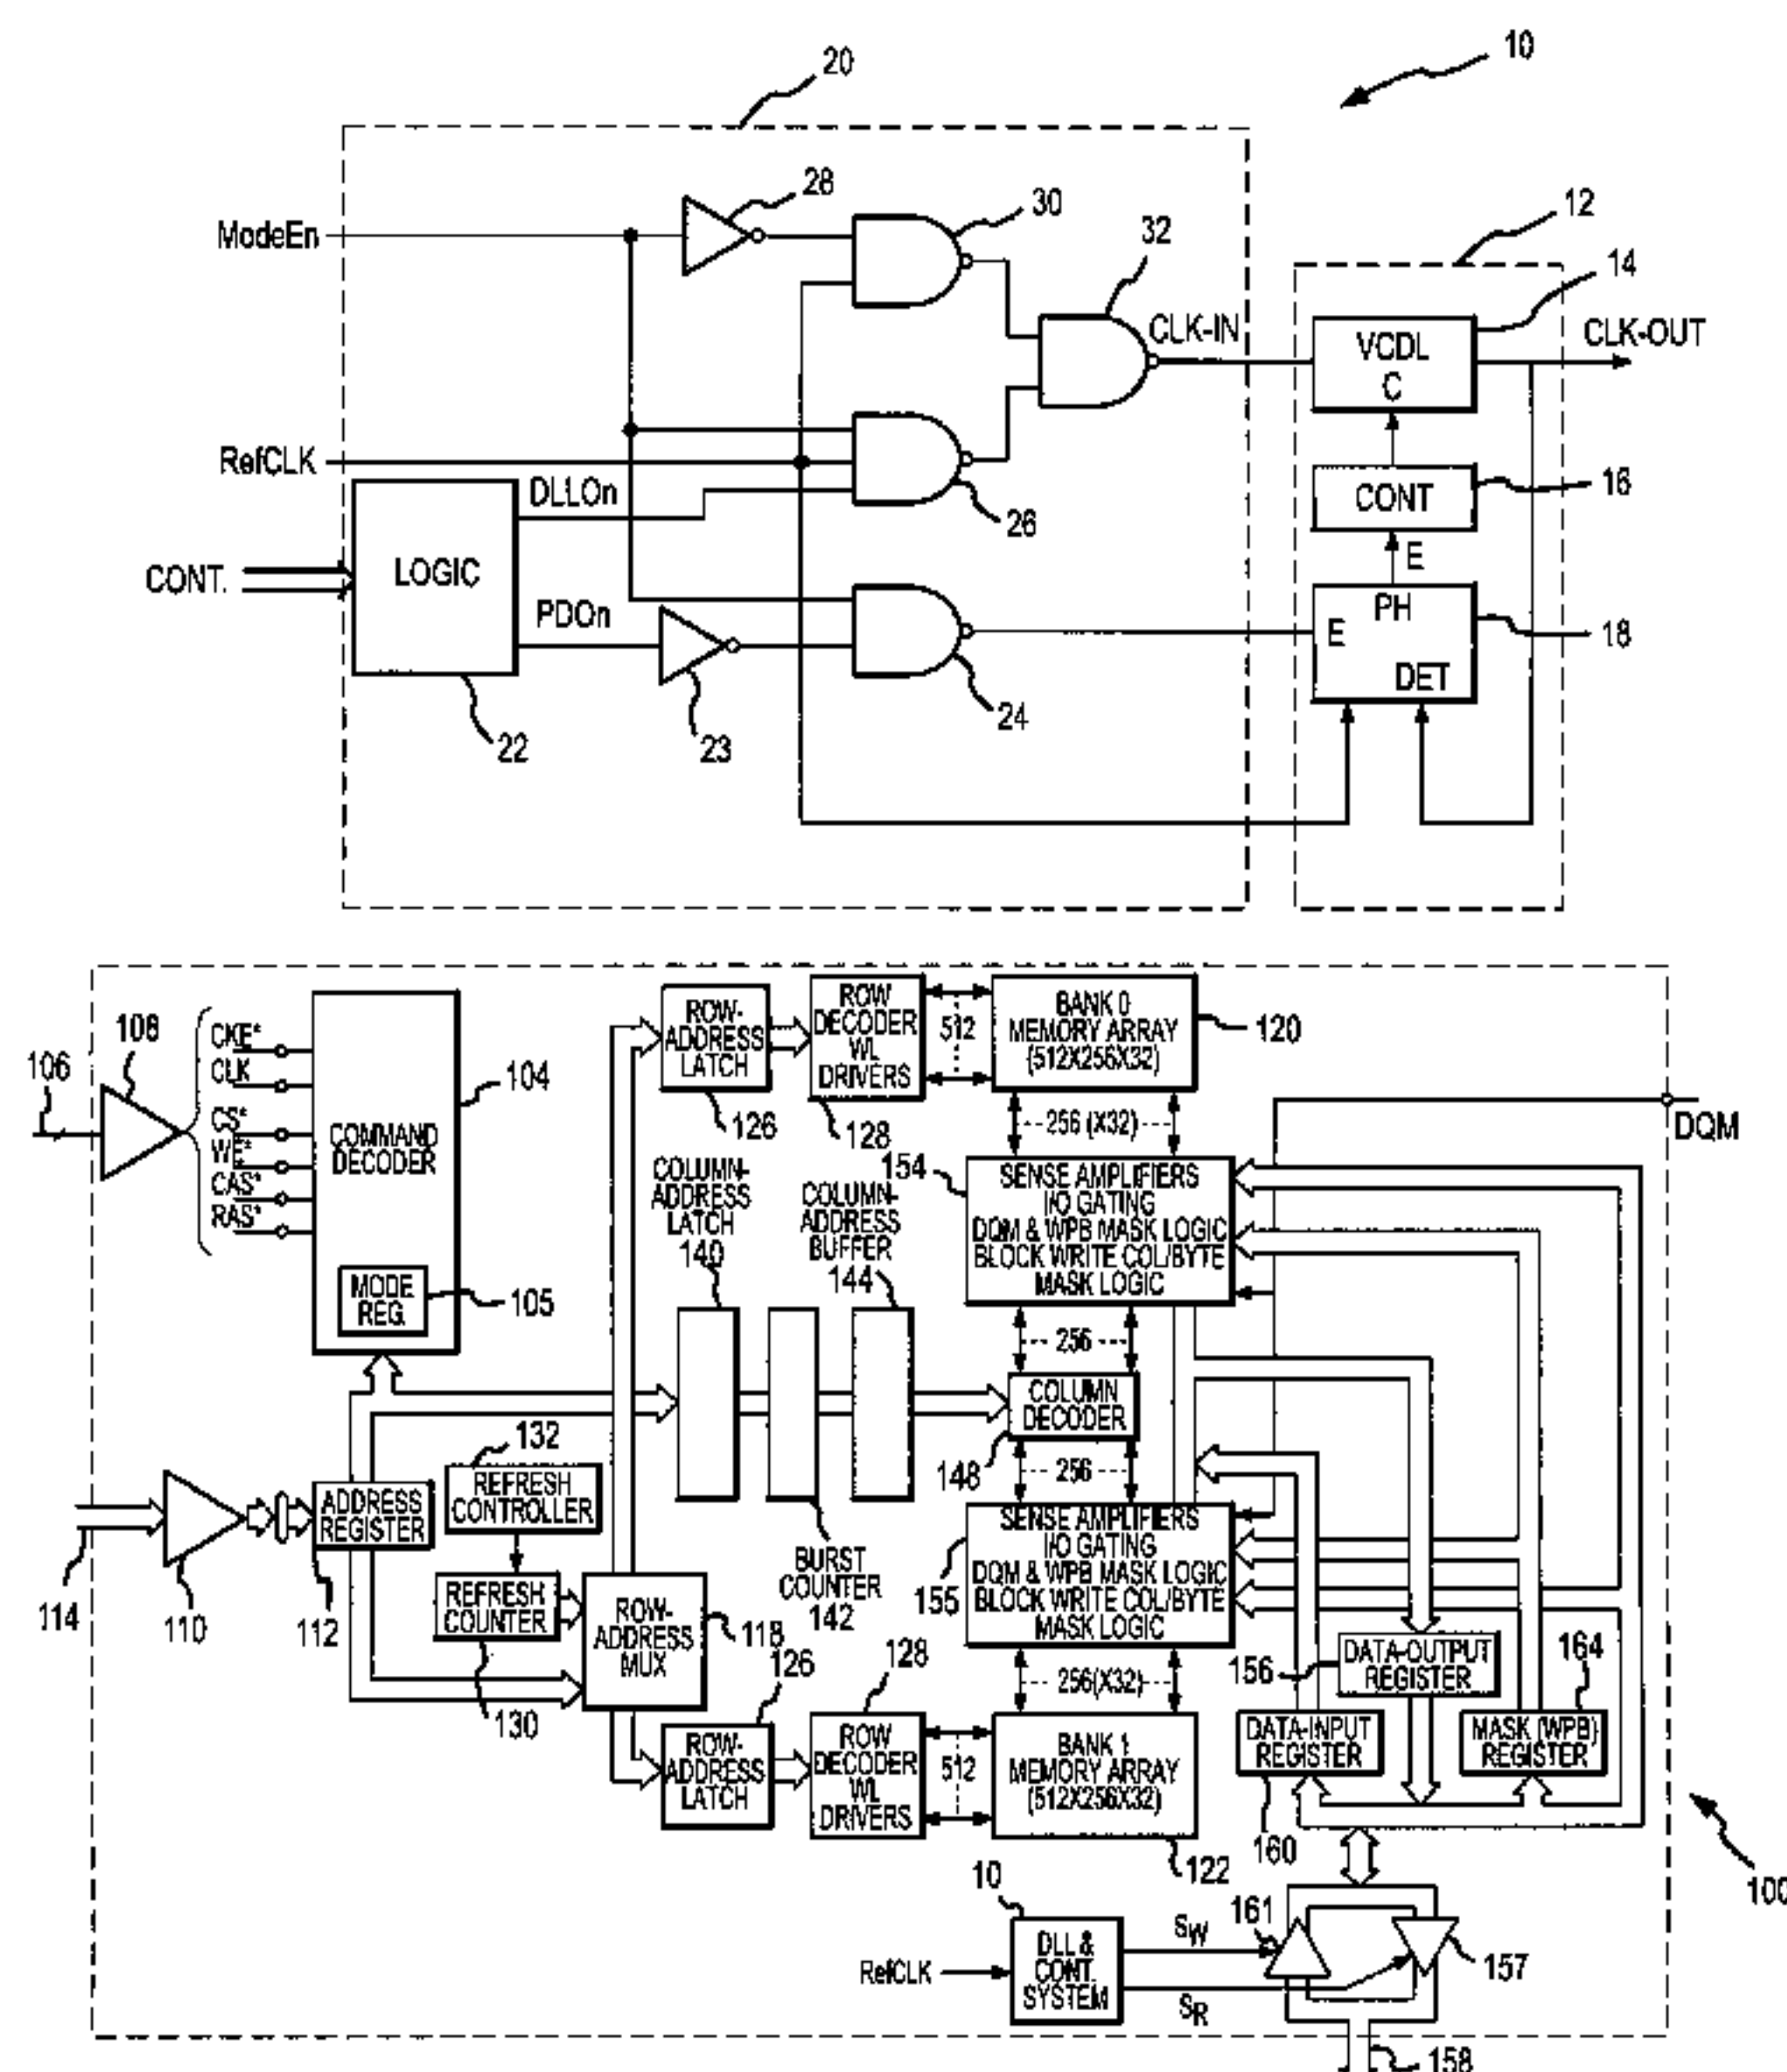 20
10
28
ModeEn
30
12
32
14
CLK-IN
VCDL
C
CLK-OUT
RefCLK
DLLOn
26
CONT
16
E
CONT.
LOGIC
PDOn
PH
E
DET
18
22
23
24
108
106
CKE*
CLK
CS*
WE*
CAS*
RAS*
COMMAND
DECODER
104
MODE
REG.
105
ROW-
ADDRESS
LATCH
126
ROW
DECODER
WL
DRIVERS
128
512
BANK 0
MEMORY ARRAY
(512X256X32)
120
256 (X32)
DQM
COLUMN-
ADDRESS
LATCH
140
COLUMN-
ADDRESS
BUFFER
144
154
SENSE AMPLIFIERS
I/O GATING
DQM & WPB MASK LOGIC
BLOCK WRITE COL/BYTE
MASK LOGIC
256
COLUMN
DECODER
148
256
132
REFRESH
CONTROLLER
ADDRESS
REGISTER
114
110
112
REFRESH
COUNTER
130
ROW-
ADDRESS
MUX
118
BURST
COUNTER
142
155
SENSE AMPLIFIERS
I/O GATING
DQM & WPB MASK LOGIC
BLOCK WRITE COL/BYTE
MASK LOGIC
256(X32)
126
ROW-
ADDRESS
LATCH
128
ROW
DECODER
WL
DRIVERS
512
BANK 1
MEMORY ARRAY
(512X256X32)
122
156
DATA-OUTPUT
REGISTER
164
DATA-INPUT
REGISTER
160
MASK (WPB)
REGISTER
100
10
RefCLK
DLL &
CONT.
SYSTEM
SW
SR
161
157
158